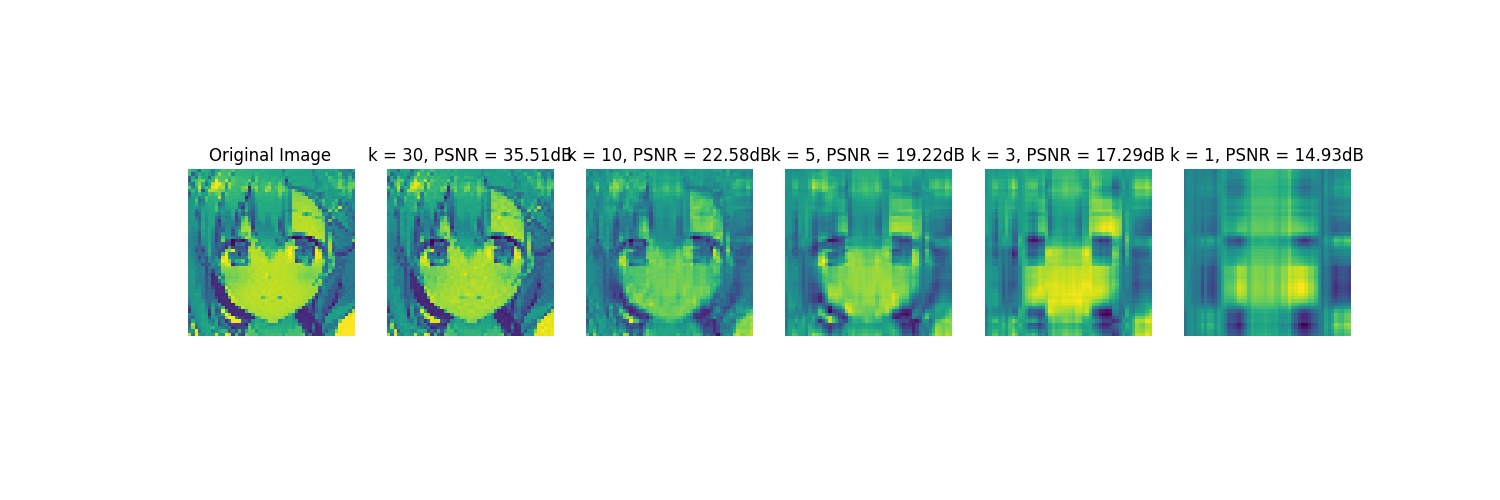 Original Image
k = 30, PSNR = 35.51dB
k = 10, PSNR = 22.58dB
k = 5, PSNR = 19.22dB
k = 3, PSNR = 17.29dB
k = 1, PSNR = 14.93dB